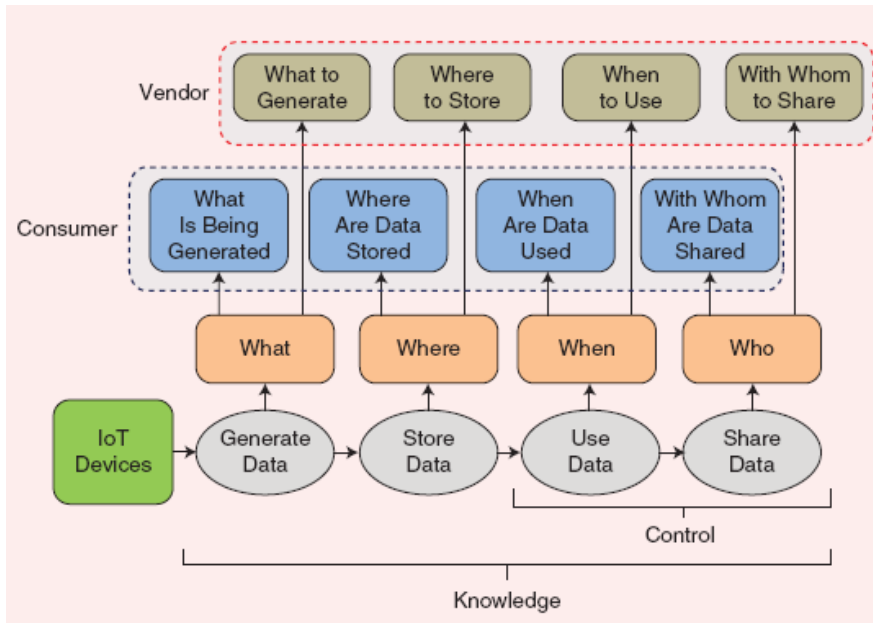 What to
Generate
Where
to Store
When
to Use
With Whom
to Share
Vendor
What
Is Being
Generated
Where
Are Data
Stored
When
Are Data
Used
With Whom
Are Data
Shared
Consumer
What
Where
When
Who
IoT
Devices
Generate
Data
Store
Data
Use
Data
Share
Data
Control
Knowledge